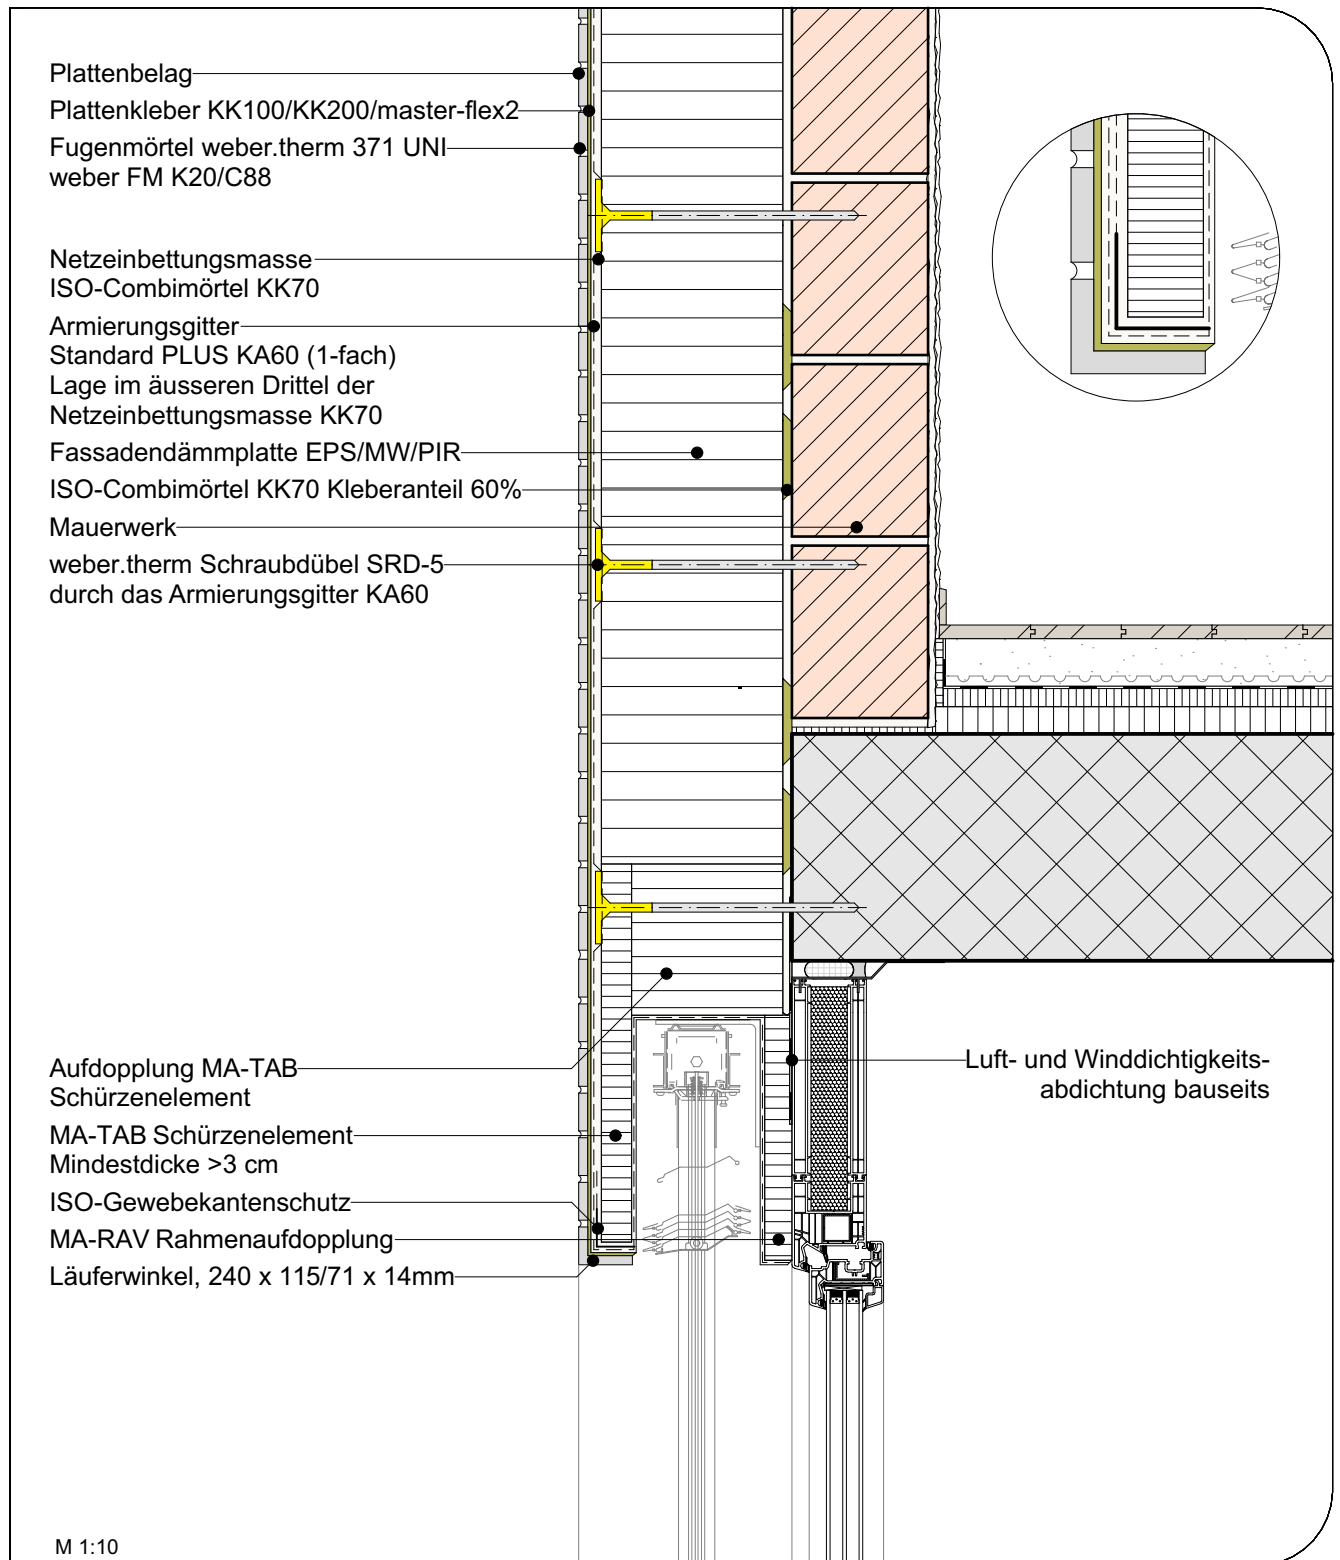 Plattenbelag
Plattenkleber KK100/KK200/master-flex2
Fugenmörtel weber.therm 371 UNI
weber FM K20/C88
Netzeinbettungsmasse
ISO-Combimörtel KK70
Armierungsgitter
Standard PLUS KA60 (1-fach)
Lage im äusseren Drittel der
Netzeinbettungsmasse KK70
Fassadendämmplatte EPS/MW/PIR
ISO-Combimörtel KK70 Kleberanteil 60%
Mauerwerk
weber.therm Schraubdübel SRD-5
durch das Armierungsgitter KA60
Aufdopplung MA-TAB
Schürzenelement
MA-TAB Schürzenelement
Mindestdicke >3 cm
ISO-Gewebekantenschutz
MA-RAV Rahmenaufdopplung
Läuferwinkel, 240 x 115/71 x 14mm
Luft- und Winddichtigkeits-
abdichtung bauseits
M 1:10